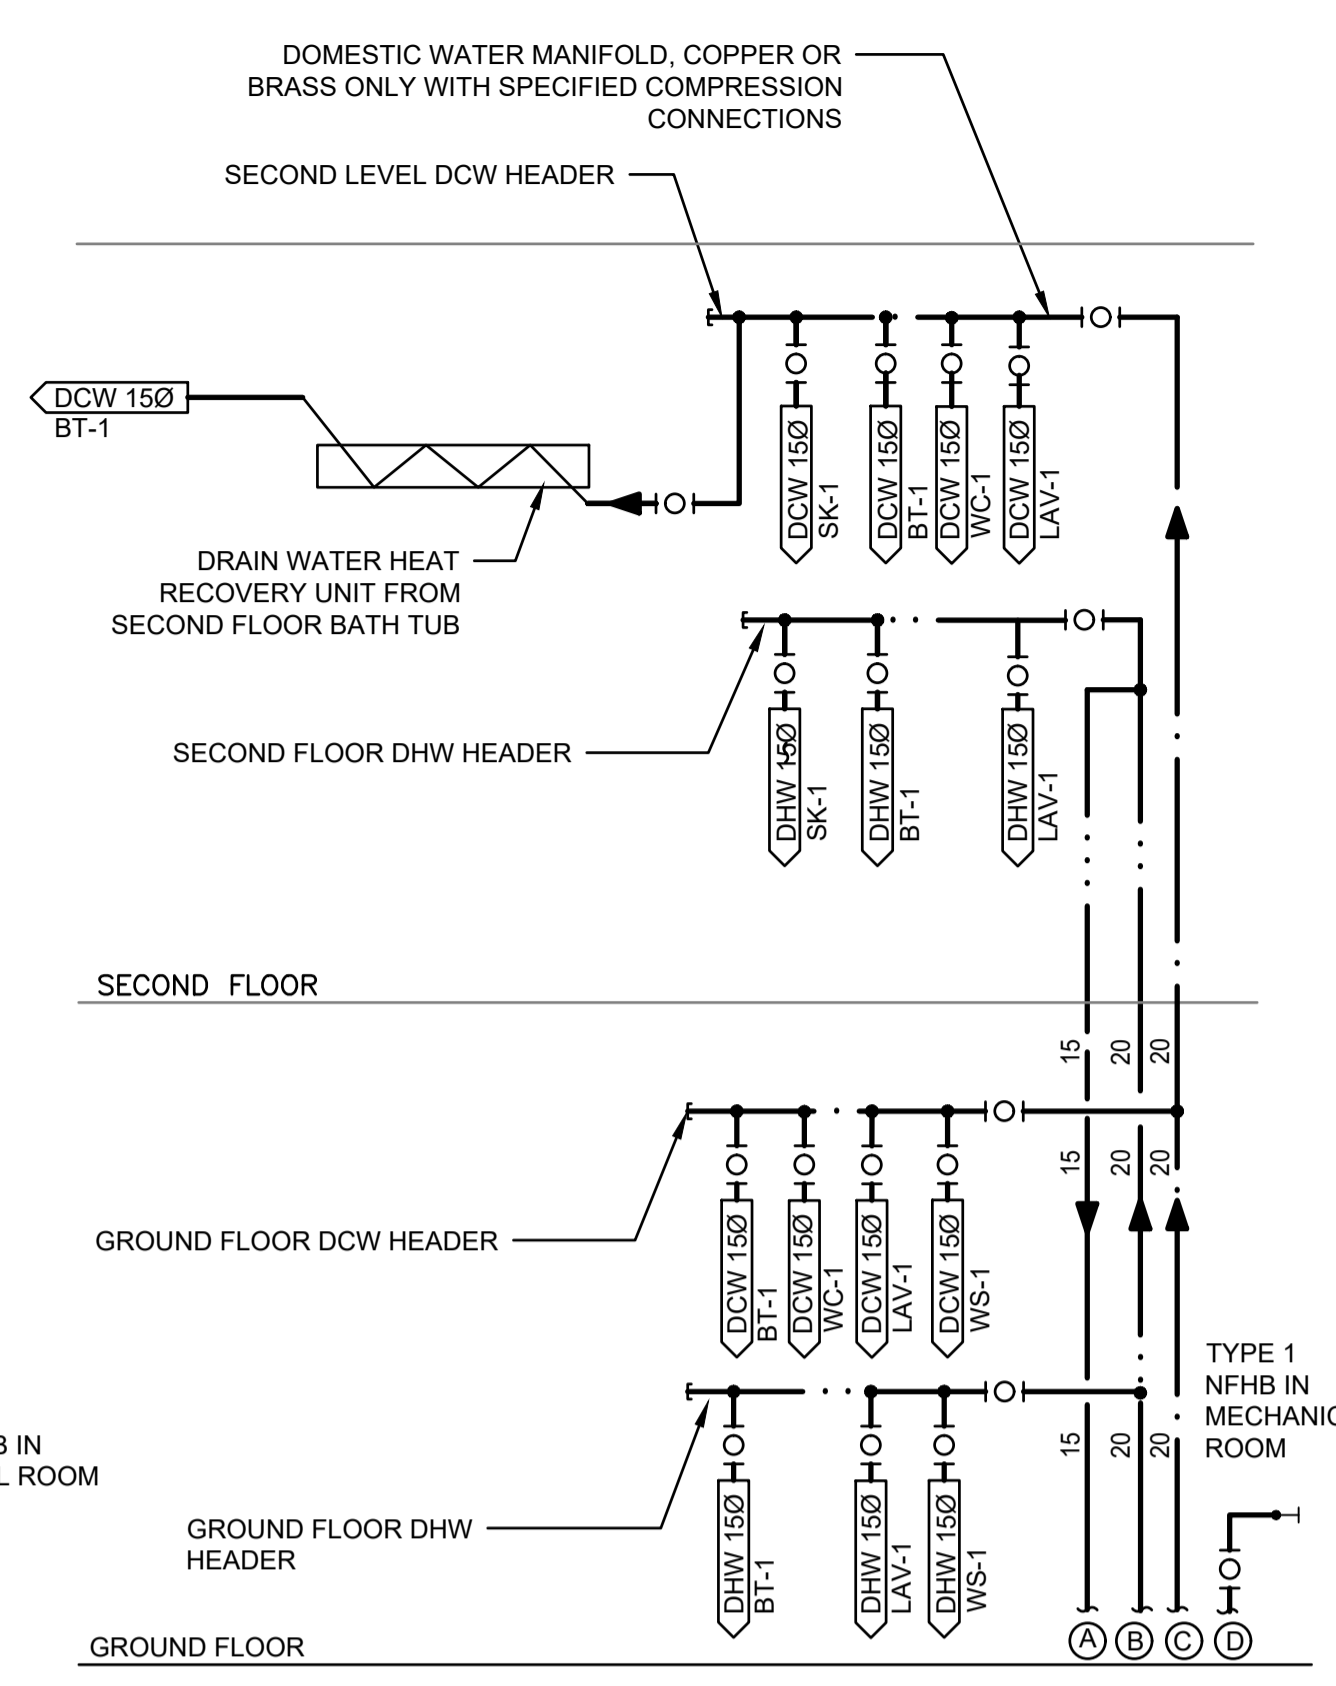 DOMESTIC WATER MANIFOLD, COPPER OR
BRASS ONLY WITH SPECIFIED COMPRESSION
CONNECTIONS
SECOND LEVEL DCW HEADER
DCW 15Ø
BT-1
DCW 15Ø
SK-1
DCW 15Ø
BT-1
DCW 15Ø
WC-1
DCW 15Ø
LAV-1
DRAIN WATER HEAT
RECOVERY UNIT FROM
SECOND FLOOR BATH TUB
SECOND FLOOR DHW HEADER
DHW 15Ø
SK-1
DHW 15Ø
BT-1
DHW 15Ø
LAV-1
SECOND FLOOR
15
20
20
15
20
20
GROUND FLOOR DCW HEADER
DCW 15Ø
BT-1
DCW 15Ø
WC-1
DCW 15Ø
LAV-1
DCW 15Ø
WS-1
TYPE 1
NFHB IN
MECHANIC
ROOM
15
20
20
B IN
L ROOM
GROUND FLOOR DHW
HEADER
DHW 15Ø
BT-1
DHW 15Ø
LAV-1
DHW 15Ø
WS-1
GROUND FLOOR
A
B
C
D